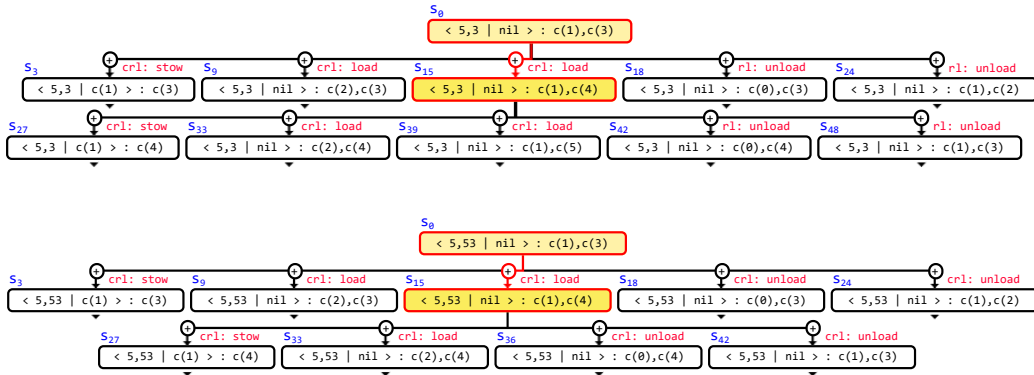 S0
< 5,3 | nil > : c(1),c(3)
S3 + crl: stow S9 + crl: load S15 + crl: load S18 + rl: unload S24 + rl: unload
< 5,3 | c(1) > : c(3) < 5,3 | nil > : c(2),c(3) < 5,3 | nil > : c(1),c(4) < 5,3 | nil > : c(0),c(3) < 5,3 | nil > : c(1),c(2)
S27 + crl: stow S33 + crl: load S39 + crl: load S42 + rl: unload S48 + rl: unload
< 5,3 | c(1) > : c(4) < 5,3 | nil > : c(2),c(4) < 5,3 | nil > : c(1),c(5) < 5,3 | nil > : c(0),c(4) < 5,3 | nil > : c(1),c(3)
S0
< 5,53 | nil > : c(1),c(3)
S3 + crl: stow S9 + crl: load S15 + crl: load S18 + crl: unload S24 + crl: unload
< 5,53 | c(1) > : c(3) < 5,53 | nil > : c(2),c(3) < 5,53 | nil > : c(1),c(4) < 5,53 | nil > : c(0),c(3) < 5,53 | nil > : c(1),c(2)
S27 + crl: stow S33 + crl: load S36 + crl: unload S42 + crl: unload
< 5,53 | c(1) > : c(4) < 5,53 | nil > : c(2),c(4) < 5,53 | nil > : c(0),c(4) < 5,53 | nil > : c(1),c(3)